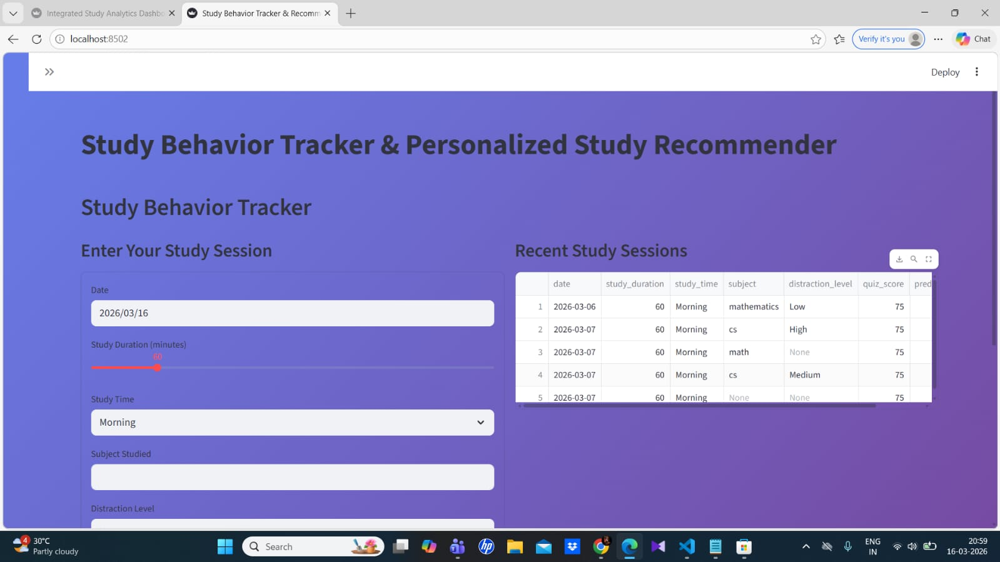 Integrated Study Analytics Dashbo
Study Behavior Tracker & Recomm
localhost:8502
Verify it's you
Chat
Deploy
Study Behavior Tracker & Personalized Study Recommender
Study Behavior Tracker
Enter Your Study Session
Date
2026/03/16
Study Duration (minutes)
60
Study Time
Morning
Subject Studied
Distraction Level
Recent Study Sessions
date study_duration study_time subject distraction_level quiz_score pred
1 2026-03-06 60 Morning mathematics Low 75
2 2026-03-07 60 Morning cs High 75
3 2026-03-07 60 Morning math None 75
4 2026-03-07 60 Morning cs Medium 75
5 2026-03-07 60 Morning None None 75
4
30°C
Partly cloudy
Search
hp
ENG
IN
20:59
16-03-2026